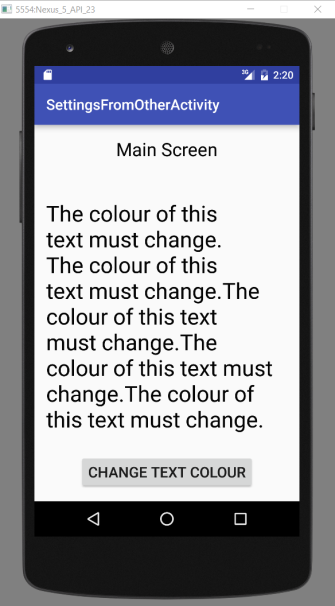 5554:Nexus_5_API_23
3G 2:20
SettingsFromOtherActivity
Main Screen
The colour of this
text must change.
The colour of this
text must change.The
colour of this text
must change.The
colour of this text must
change.The colour of
this text must change.
CHANGE TEXT COLOUR